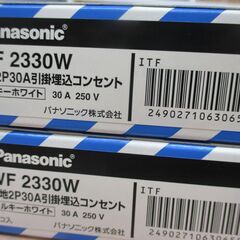 Panasonic
F 2330W
2P30A引掛埋込コンセント
キーホワイト 30A 250V
パナソニック株式会社
ITF
2490271063065
Panasonic
WF 2330W
地2P30A引掛埋込コンセント
ルキーホワイト 30A 250V
パナソニック株式会社
ITF
249027106306